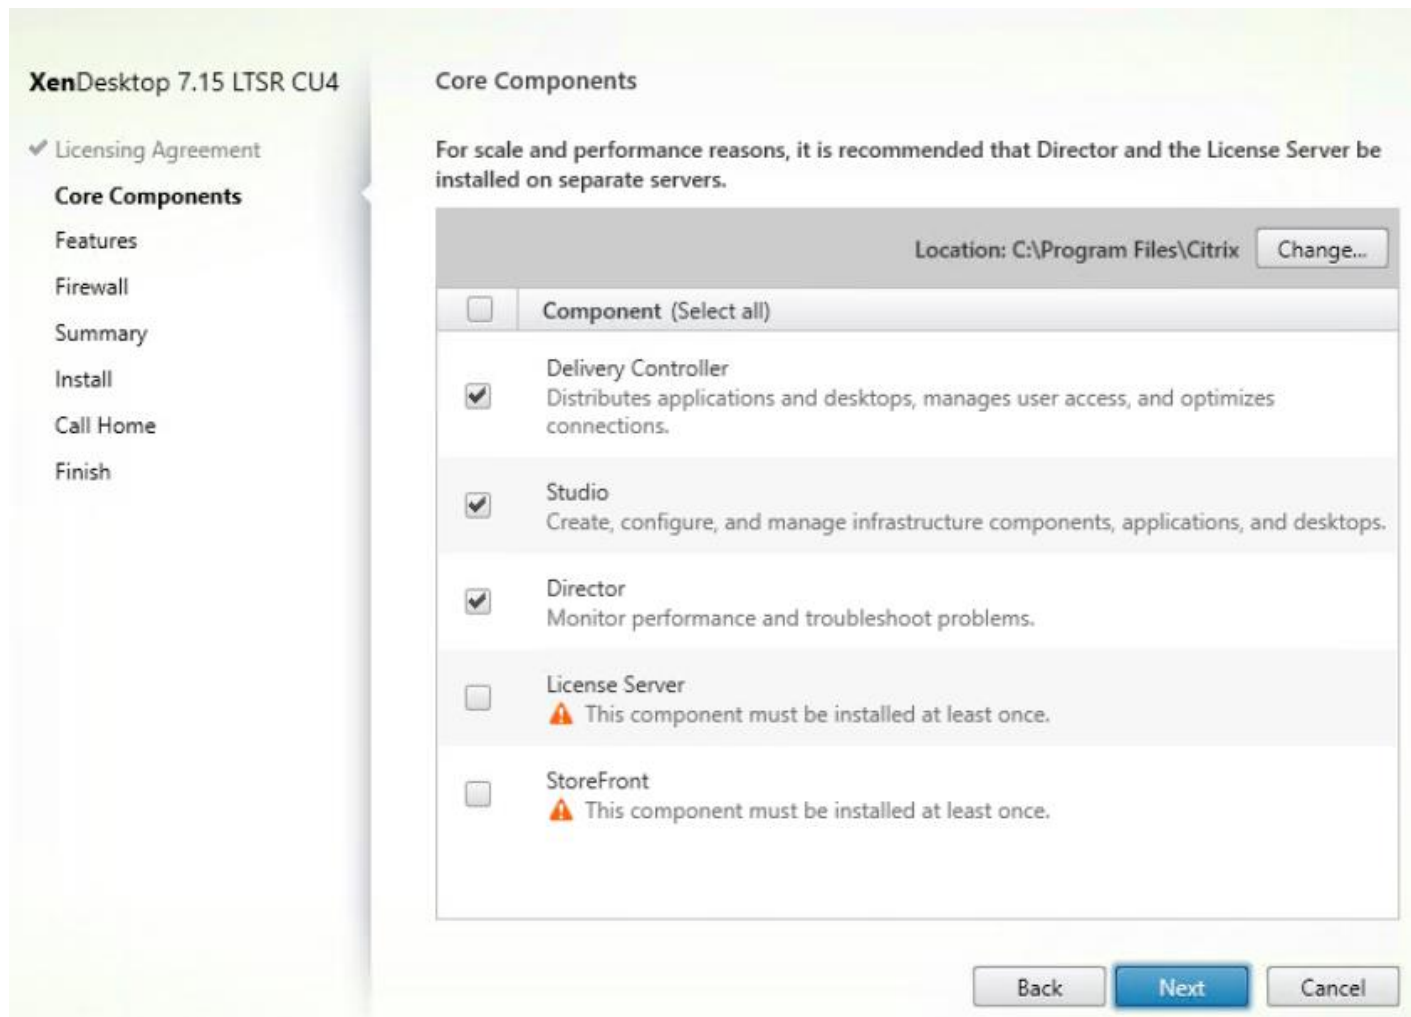 XenDesktop 7.15 LTSR CU4
Licensing Agreement
Core Components
Features
Firewall
Summary
Install
Call Home
Finish
Core Components
For scale and performance reasons, it is recommended that Director and the License Server be
installed on separate servers.
Location: C:\Program Files\Citrix
Change...
Component (Select all)
Delivery Controller
Distributes applications and desktops, manages user access, and optimizes
connections.
Studio
Create, configure, and manage infrastructure components, applications, and desktops.
Director
Monitor performance and troubleshoot problems.
License Server
This component must be installed at least once.
StoreFront
This component must be installed at least once.
Back
Next
Cancel